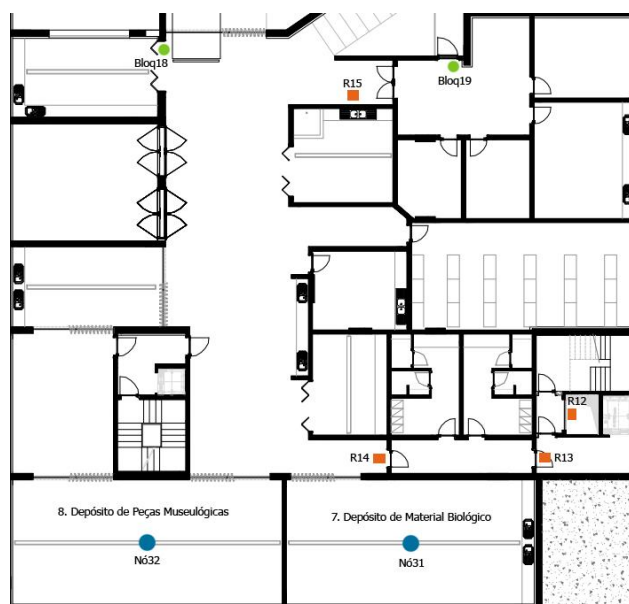 Bloq18
Bloq19
R15
R12
R14
R13
8. Depósito de Peças Museulógicas
7. Depósito de Material Biológico
Nó32
Nó31